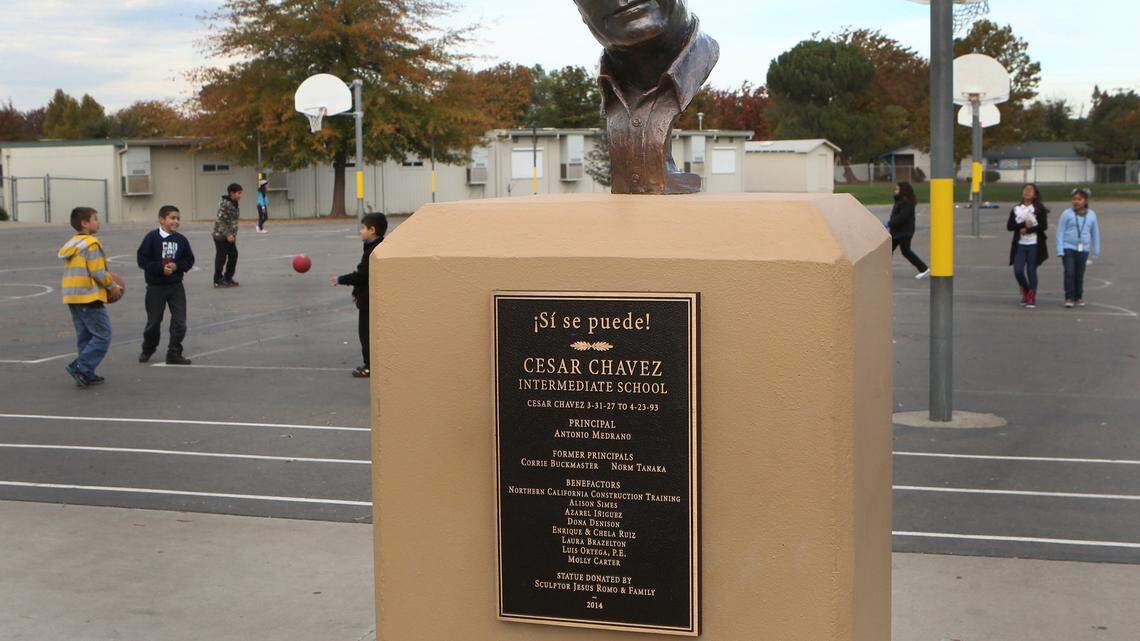 ¡Sí se puede!
CESAR CHAVEZ
INTERMEDIATE SCHOOL
CESAR CHAVEZ 3-31-27 TO 4-23-93
PRINCIPAL
ANTONIO MEDRANO
FORMER PRINCIPALS
CORRIE BUCKMASTER NORM TANAKA
BENEFACTORS
NORTHERN CALIFORNIA CONSTRUCTION TRAINING
ALISON SIMES
AZAREL IÑIGUEZ
DONA DENISON
ENRIQUE & CHELA RUIZ
LAURA BRAZELTON
LUIS ORTEGA, P.E.
MOLLY CARTER
STATUE DONATED BY
SCULPTOR JESUS ROMO & FAMILY
–
2014